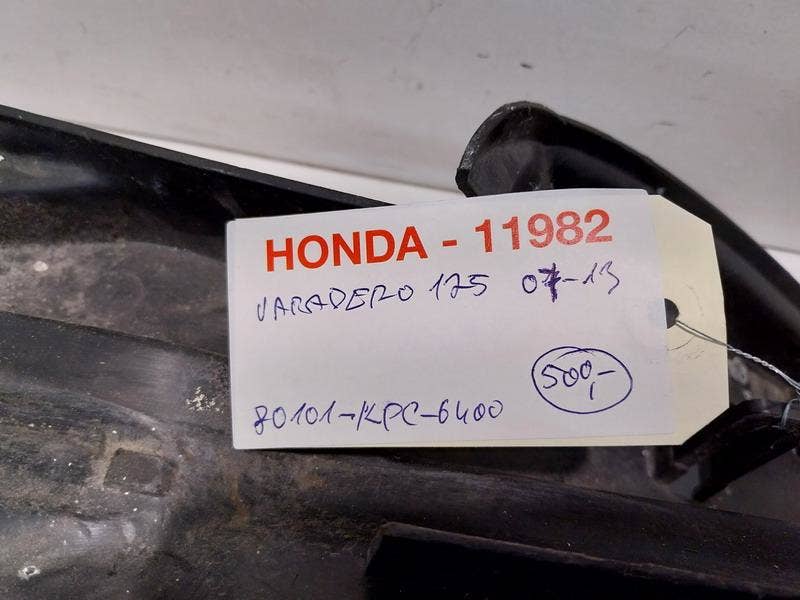 HONDA - 11982
VARADERO 125 07-13
500,-
80101-KPC-6400